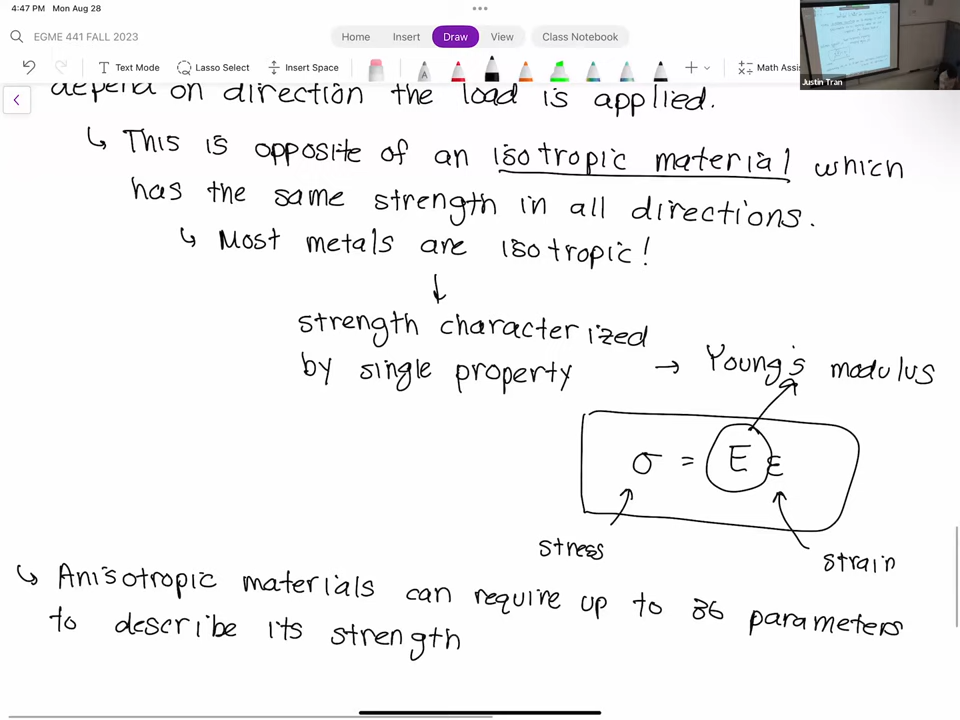 4:47 PM Mon Aug 28
EGME 441 FALL 2023
Home Insert Draw View Class Notebook
Text Mode Lasso Select Insert Space Math Assis
Justin Tran
depend on direction the load is applied.
↳ This is opposite of an isotropic material which
has the same strength in all directions.
↳ Most metals are isotropic!
↓
strength characterized
by single property → Young's modulus
σ = E ε
stress
strain
↳ Anisotropic materials can require up to 36 parameters
to describe its strength